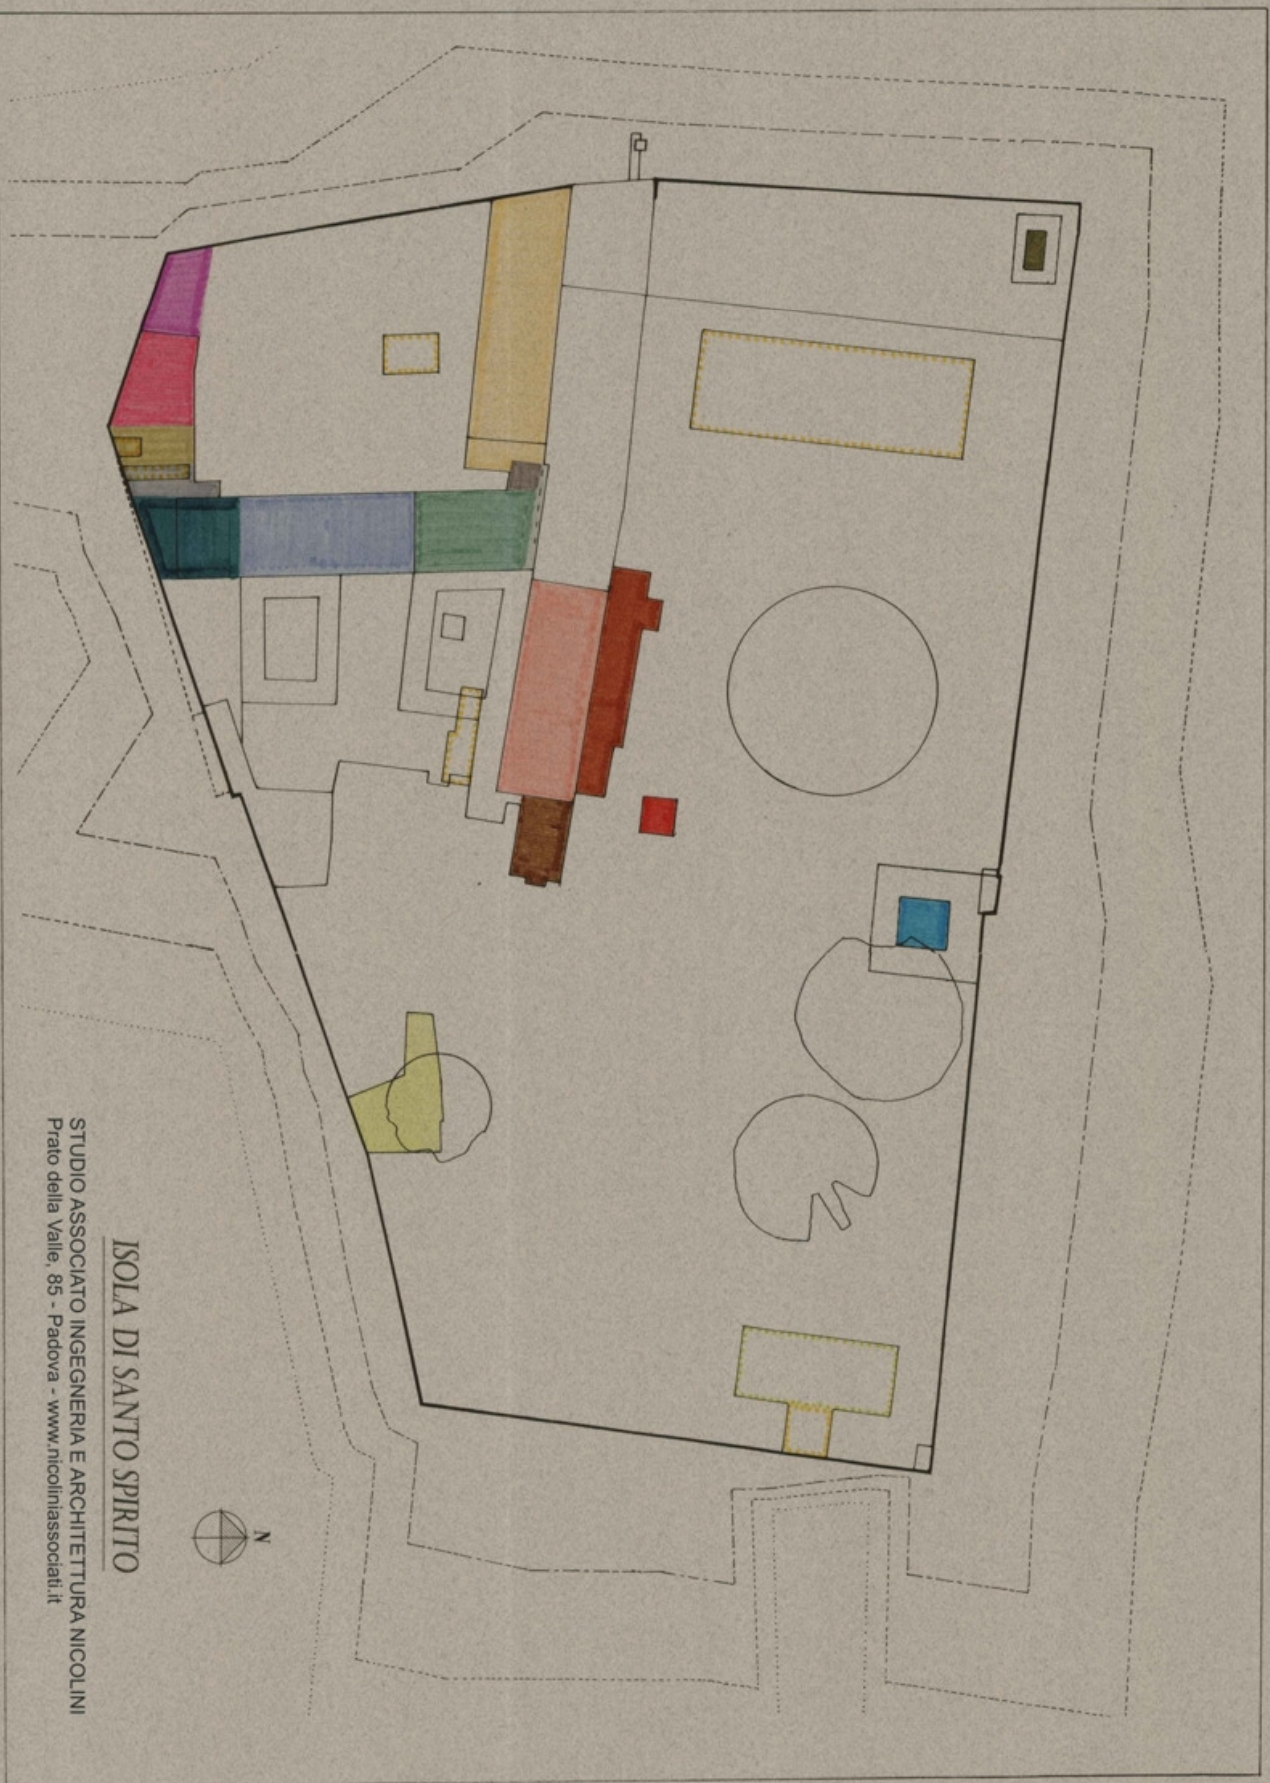 N
ISOLA DI SANTO SPIRITO
STUDIO ASSOCIATO INGEGNERIA E ARCHITETTURA NICOLINI
Prato della Valle, 85 - Padova - www.nicoliniassociati.it